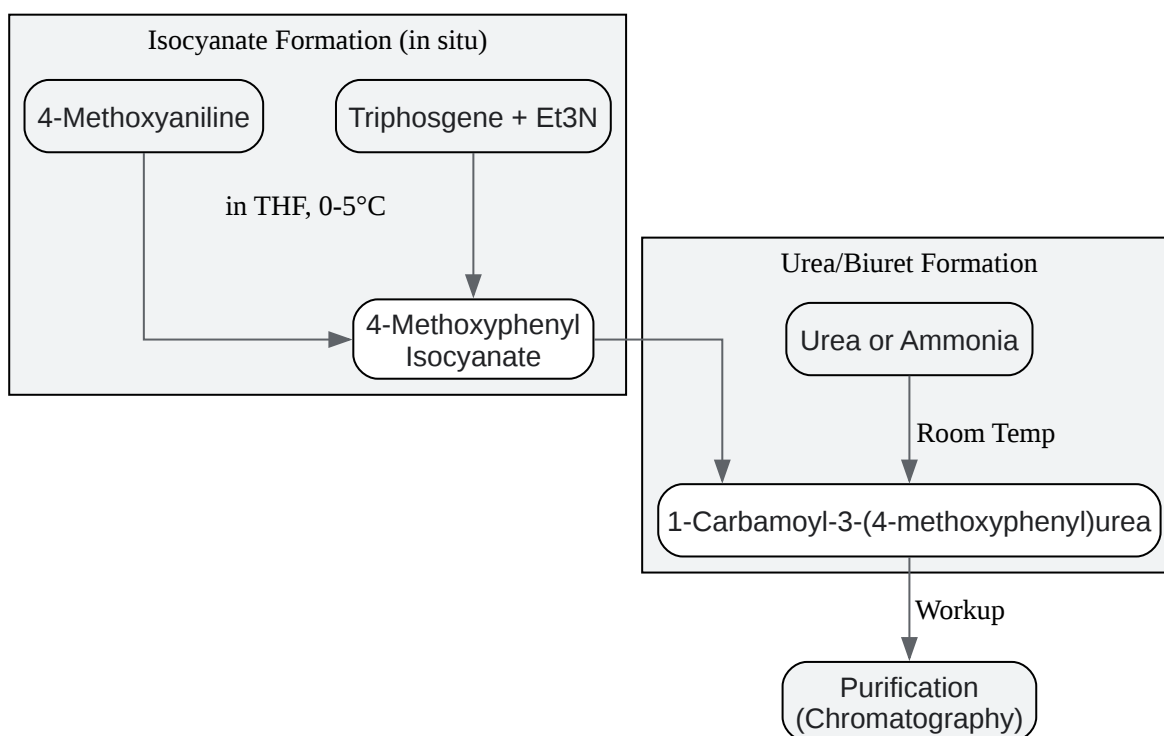 Isocyanate Formation (in situ)
4-Methoxyaniline
Triphosgene + Et3N
in THF, 0-5°C
4-Methoxyphenyl
Isocyanate
Urea/Biuret Formation
Urea or Ammonia
Room Temp
1-Carbamoyl-3-(4-methoxyphenyl)urea
Workup
Purification
(Chromatography)